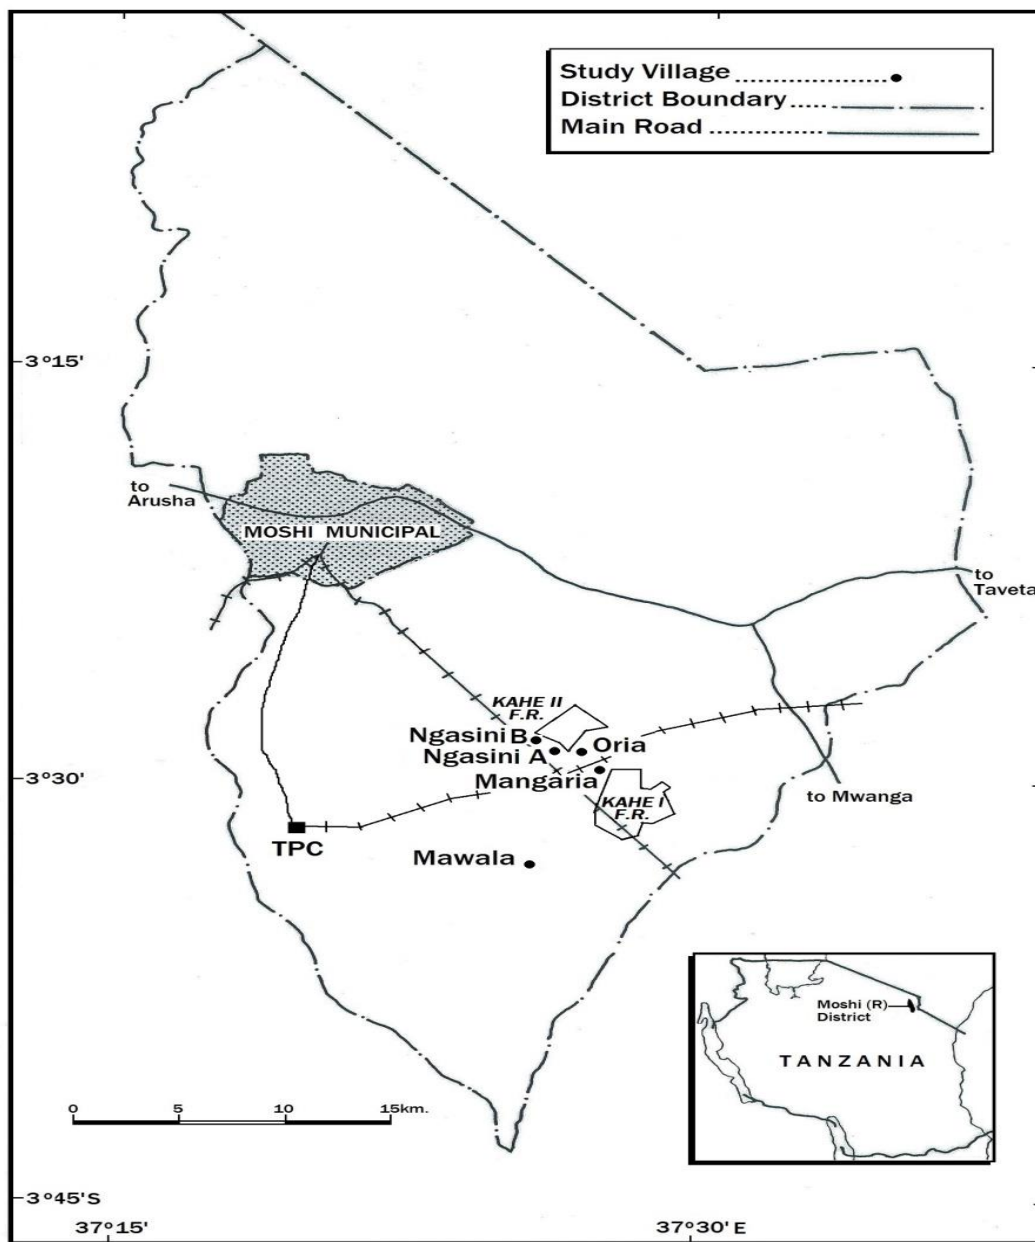 Study Village
District Boundary
Main Road
3°15'
to
Arusha
MOSHI MUNICIPAL
to
Taveta
KAHE II
F.R.
Ngasini B
Oria
Ngasini A
3°30'
Mangaria
to Mwanga
KAHE I
F.R.
TPC
Mawala
Moshi (R)
District
TANZANIA
0 5 10 15km.
3°45'S
37°15' 37°30'E